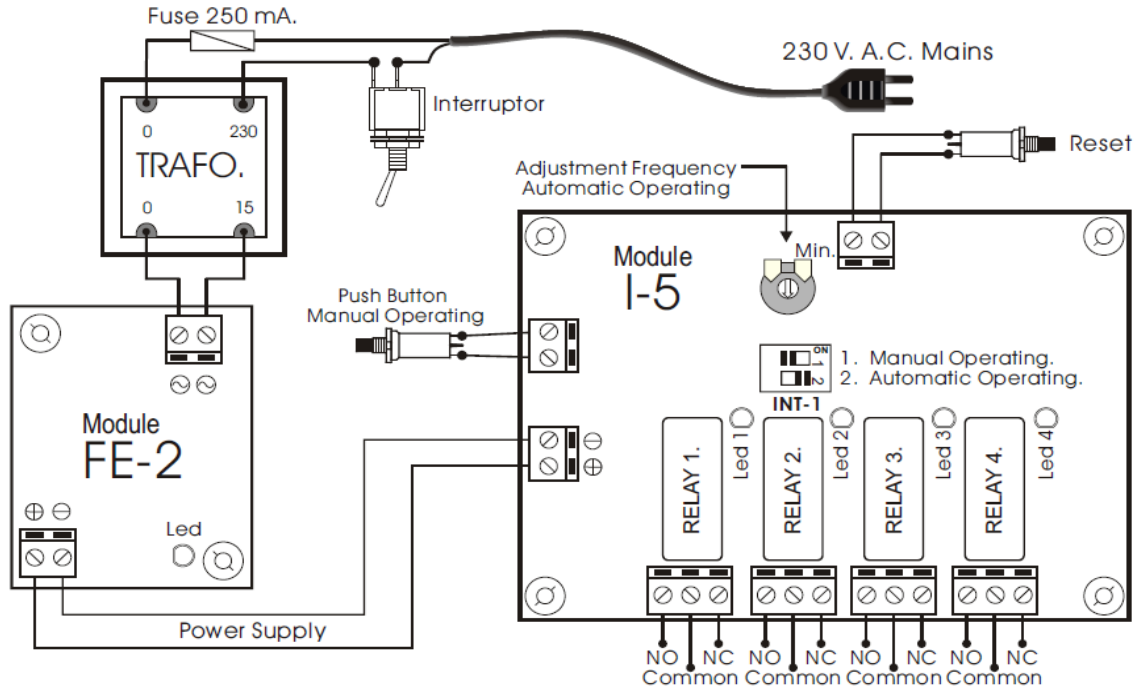 Fuse 250 mA.
230 V. A.C. Mains
Interruptor
0 230
TRAFO.
0 15
Reset
Adjustment Frequency
Automatic Operating
Min.
Module
I-5
Push Button
Manual Operating
ON
1
2
1. Manual Operating.
2. Automatic Operating.
INT-1
Module
FE-2
Led
RELAY 1.
Led 1
RELAY 2.
Led 2
RELAY 3.
Led 3
RELAY 4.
Led 4
Power Supply
NO NC NO NC NO NC NO NC
Common Common Common Common